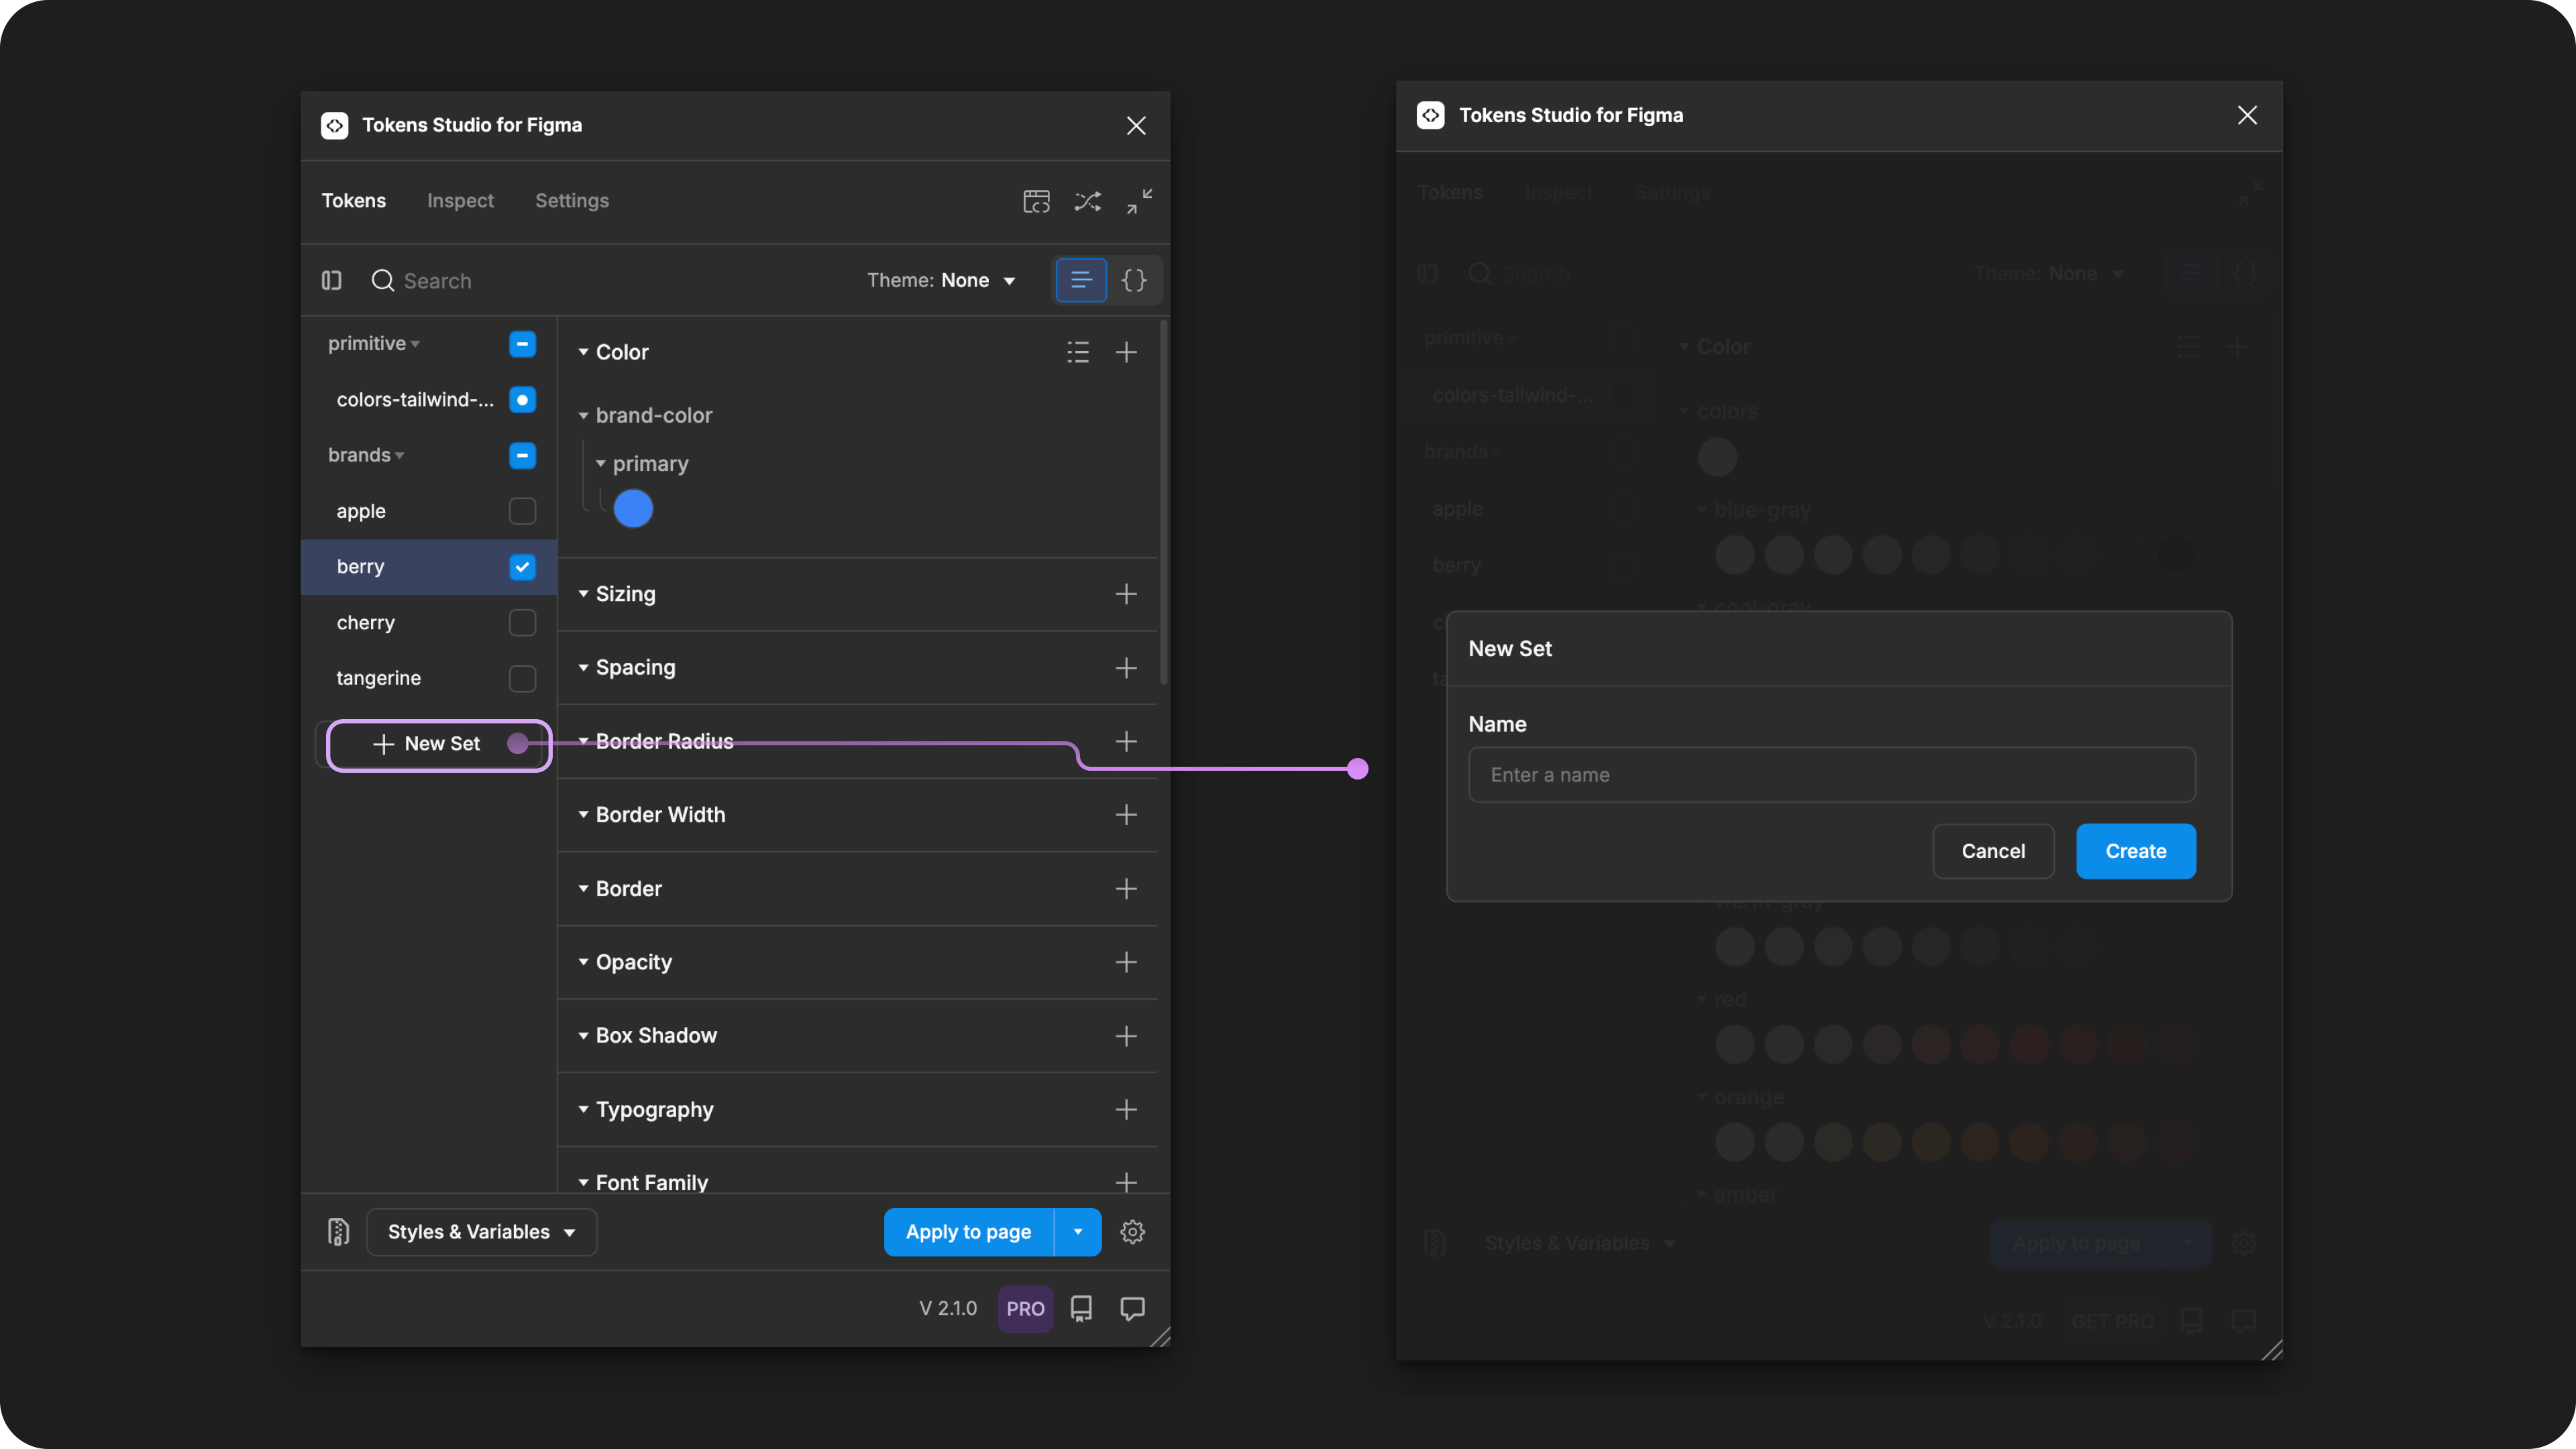 Tokens Studio for Figma
Tokens Inspect Settings
Search Theme: None
primitive
colors-tailwind-...
brands
apple
berry
cherry
tangerine
New Set
Color
brand-color
primary
Sizing
Spacing
Border Radius
Border Width
Border
Opacity
Box Shadow
Typography
Font Family
Styles & Variables Apply to page
V 2.1.0 PRO
Tokens Studio for Figma
Tokens Inspect Settings
Search Theme: None
primitive
colors-tailwind-...
brands
apple
berry
Color
colors
blue-gray
cool-gray
New Set
Name
Enter a name
Cancel Create
warm-gray
red
orange
amber
Styles & Variables Apply to page
V 2.1.0 GET PRO